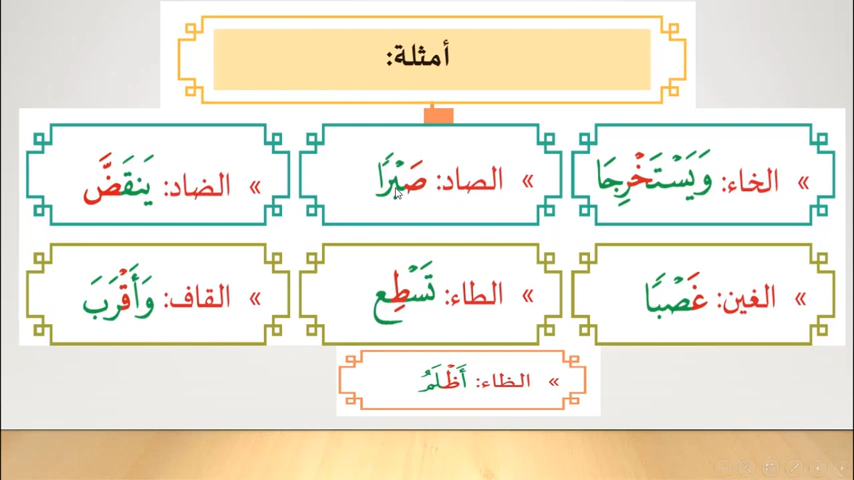 أمثلة:
» الخاء: وَيَسْتَخْرِجَا
» الصاد: صَبْرًا
» الضاد: يَنقَضَّ
» الغين: غَصْبًا
» الطاء: تَسْطِع
» القاف: وَأَقْرَبَ
» الظاء: أَظْلَمُ